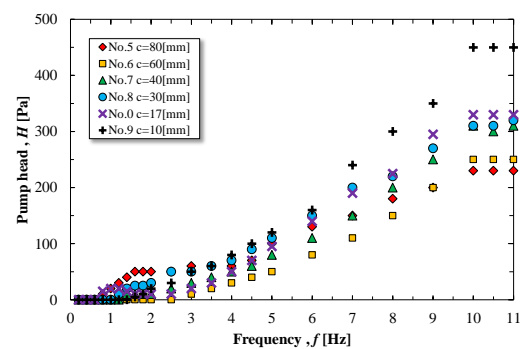 500
400
300
200
100
0
Pump head , H [Pa]
No.5 c=80[mm]
No.6 c=60[mm]
No.7 c=40[mm]
No.8 c=30[mm]
No.0 c=17[mm]
No.9 c=10[mm]
0 1 2 3 4 5 6 7 8 9 10 11
Frequency , f [Hz]